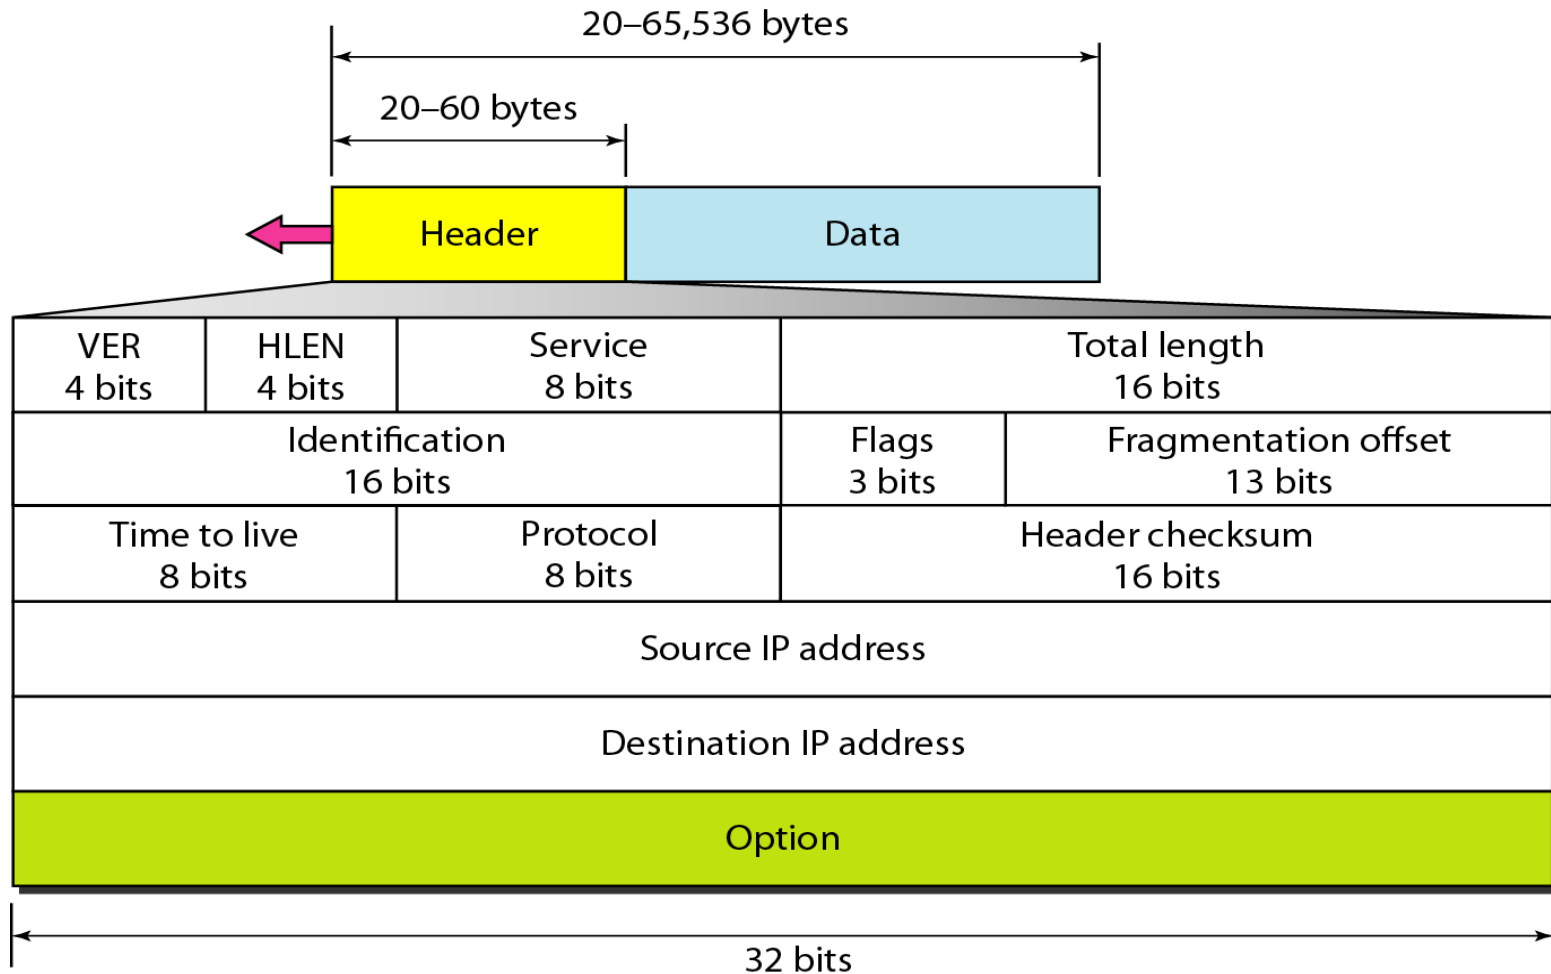 20–65,536 bytes
20–60 bytes
Header
Data
VER
4 bits
HLEN
4 bits
Service
8 bits
Total length
16 bits
Identification
16 bits
Flags
3 bits
Fragmentation offset
13 bits
Time to live
8 bits
Protocol
8 bits
Header checksum
16 bits
Source IP address
Destination IP address
Option
32 bits